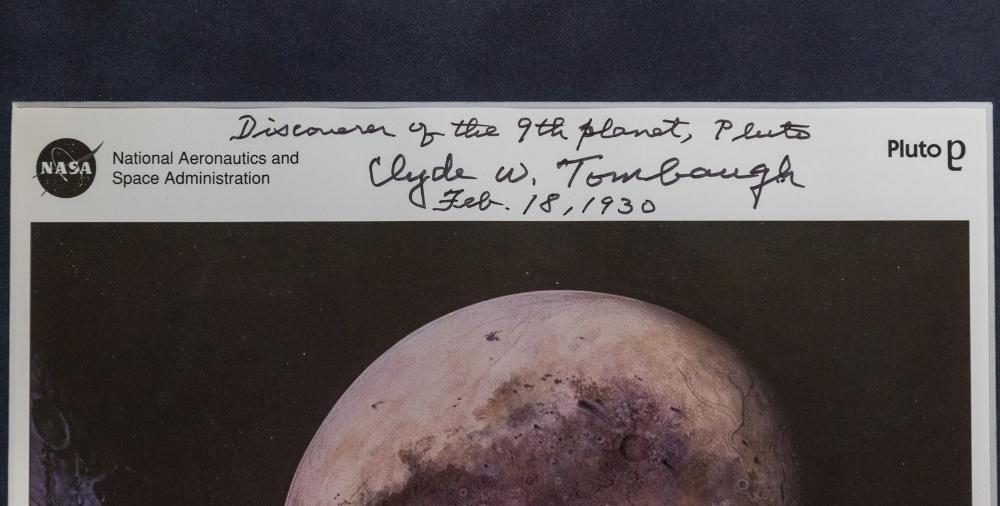 Discoverer of the 9th planet, Pluto
Clyde W. Tombaugh
Feb. 18, 1930
NASA
National Aeronautics and
Space Administration
Pluto